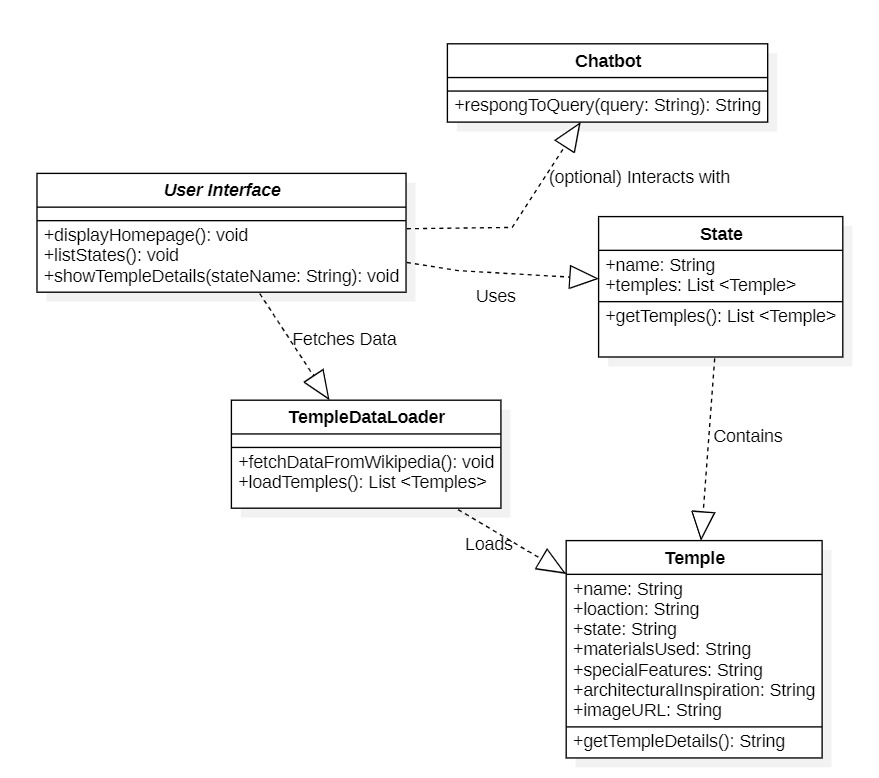 Chatbot
+respongToQuery(query: String): String
(optional) Interacts with
User Interface
+displayHomepage(): void
+listStates(): void
+showTempleDetails(stateName: String): void
State
+name: String
+temples: List <Temple>
+getTemples(): List <Temple>
Uses
Fetches Data
TempleDataLoader
+fetchDataFromWikipedia(): void
+loadTemples(): List <Temples>
Contains
Loads
Temple
+name: String
+loaction: String
+state: String
+materialsUsed: String
+specialFeatures: String
+architecturalInspiration: String
+imageURL: String
+getTempleDetails(): String